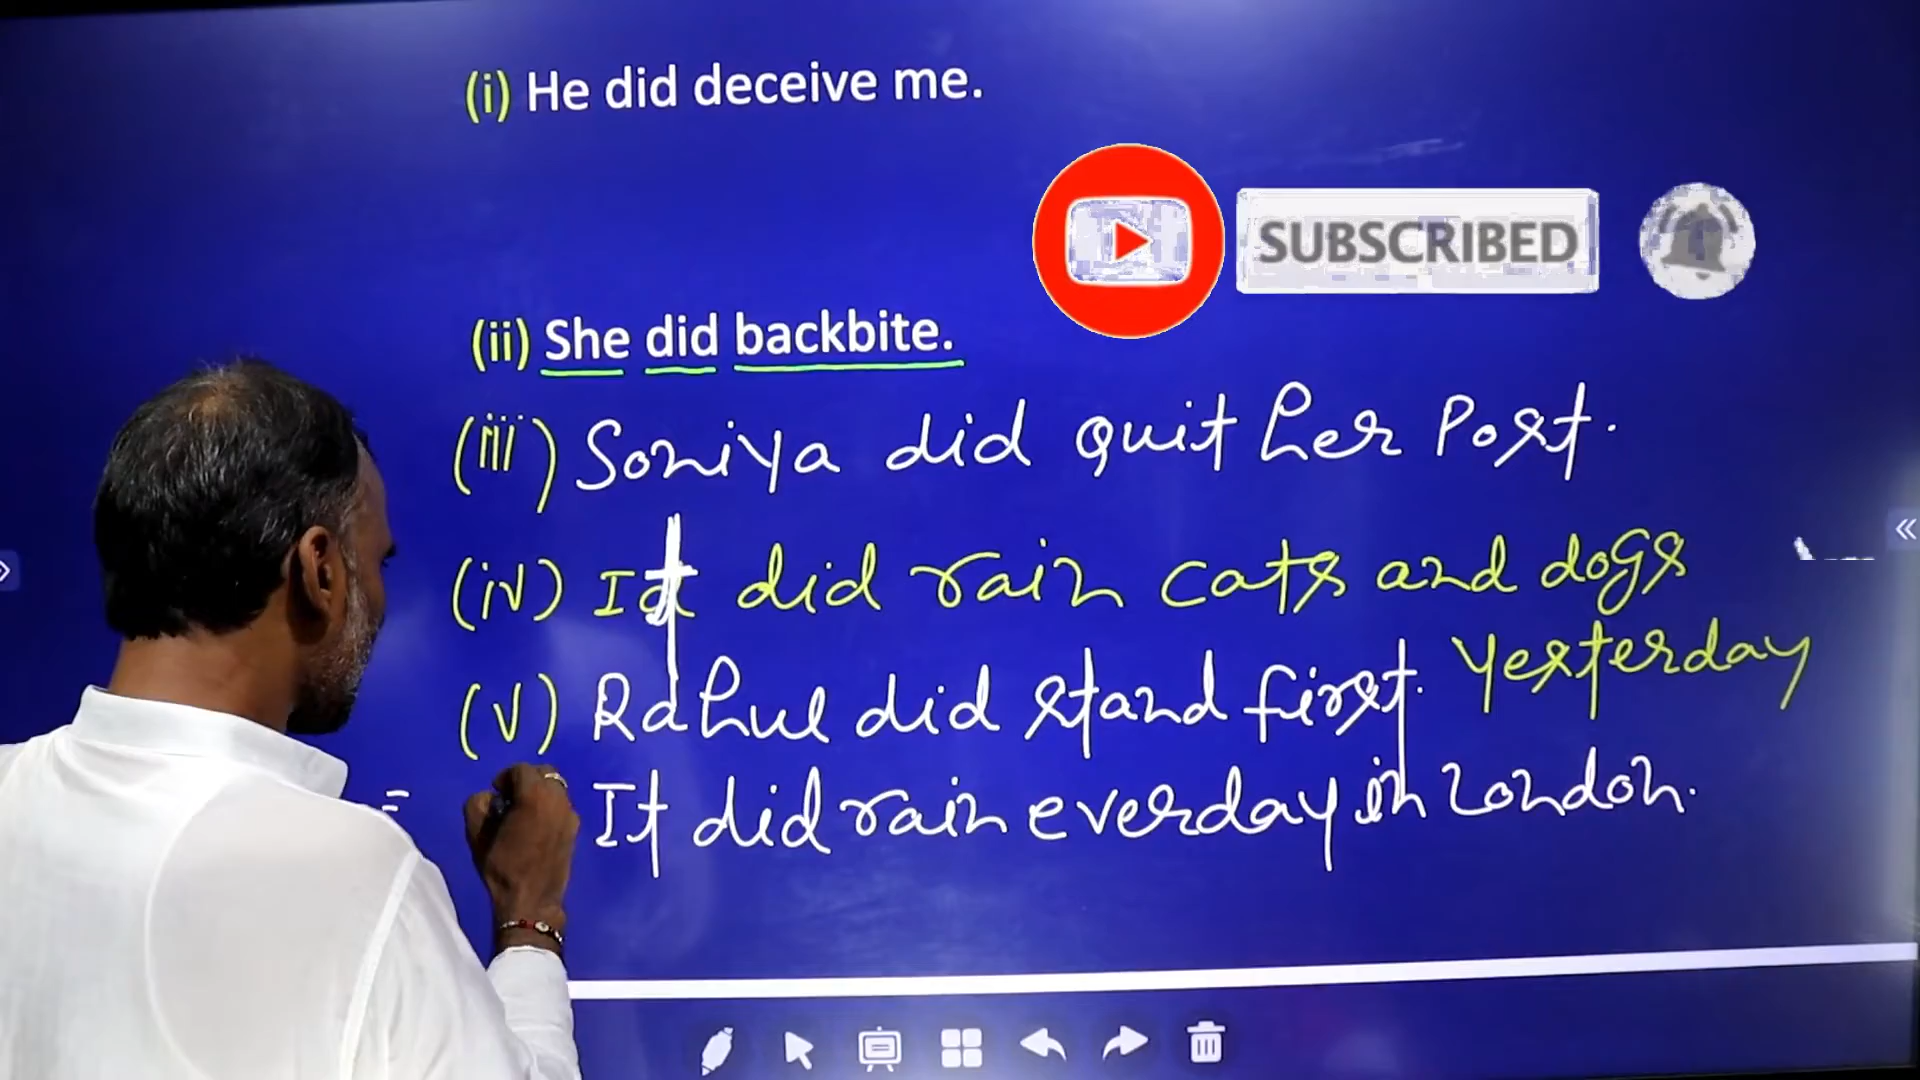 (i) He did deceive me.
SUBSCRIBED
(ii) She did backbite.
(iii) Soniya did quit her Post.
(iv) It did rain cats and dogs
Yesterday
(v) Rahul did stand first.
It did rain everday in London.